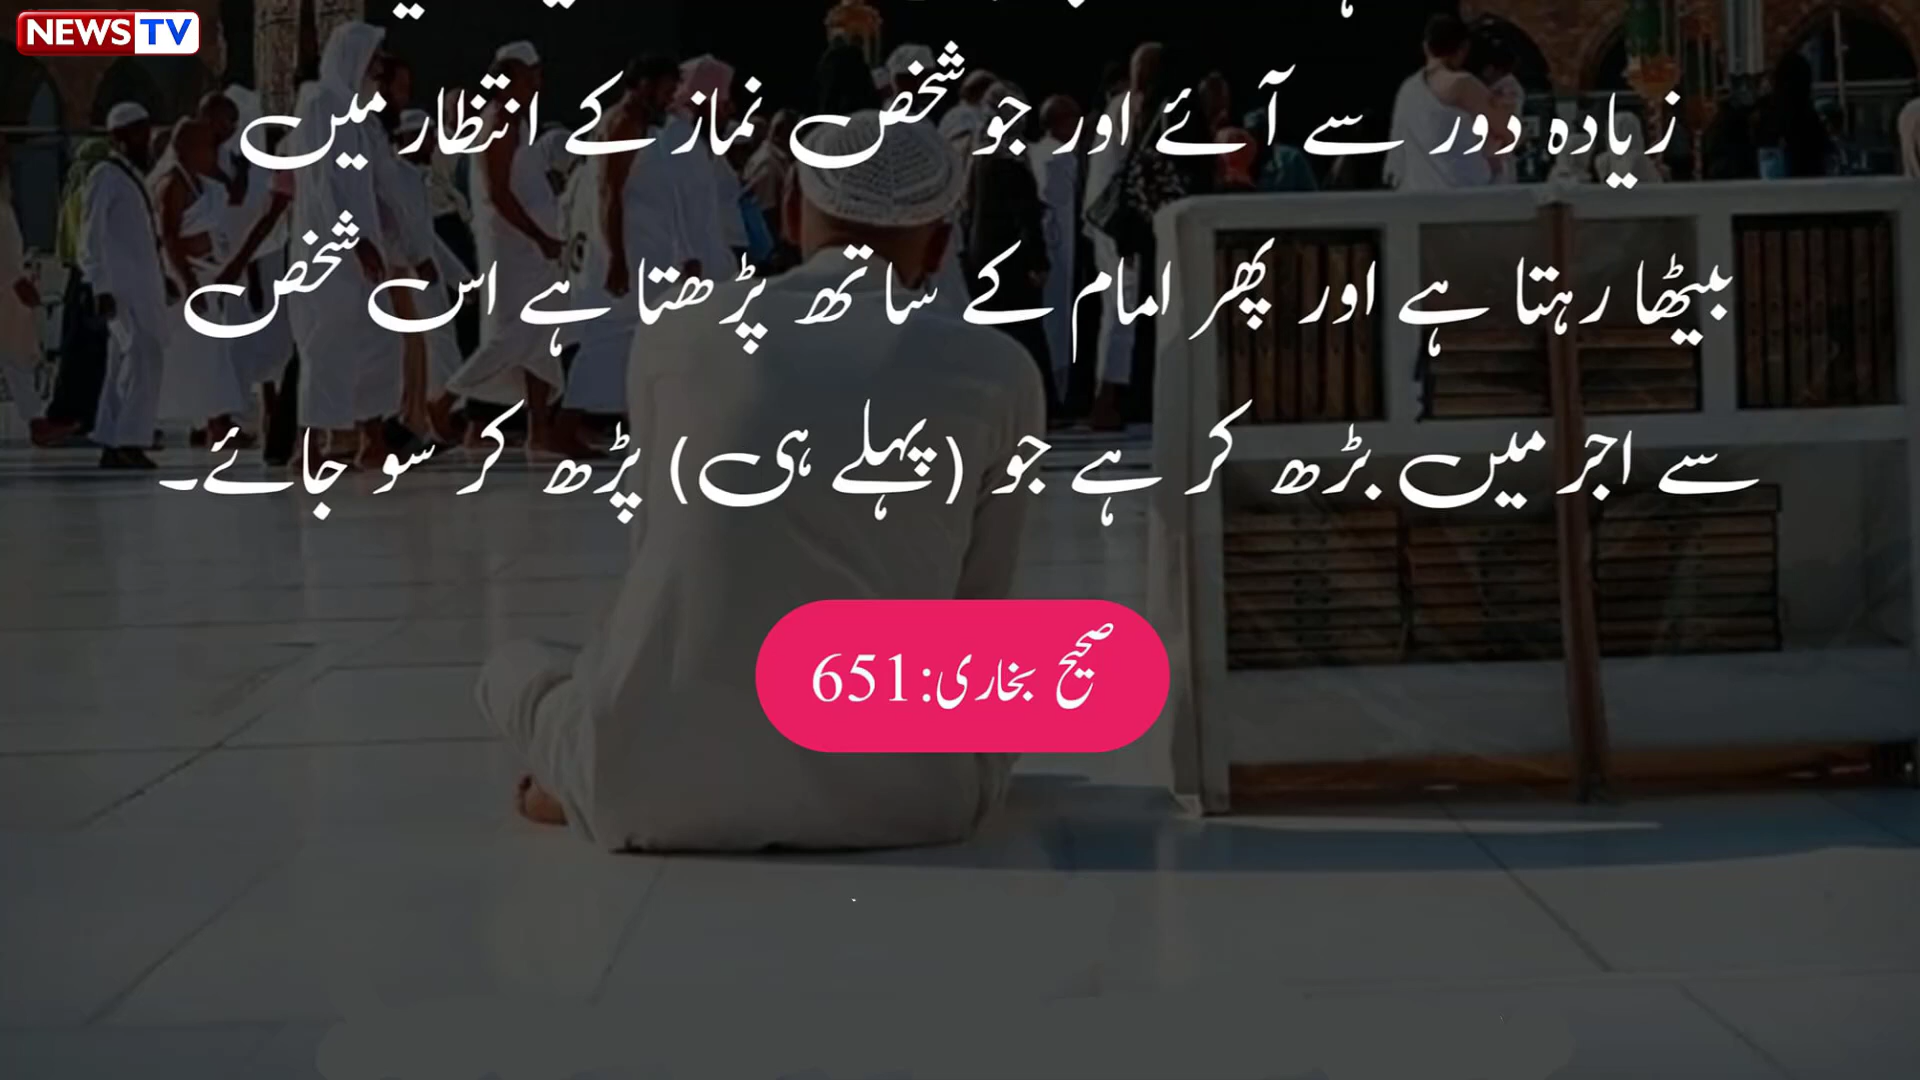 NEWS TV
زیادہ دور سے آئے اور جو شخص نماز کے انتظار میں
بیٹھا رہتا ہے اور پھر امام کے ساتھ پڑھتا ہے اس شخص
سے اجر میں بڑھ کر ہے جو (پہلے ہی) پڑھ کر سو جائے۔
صحیح بخاری:651